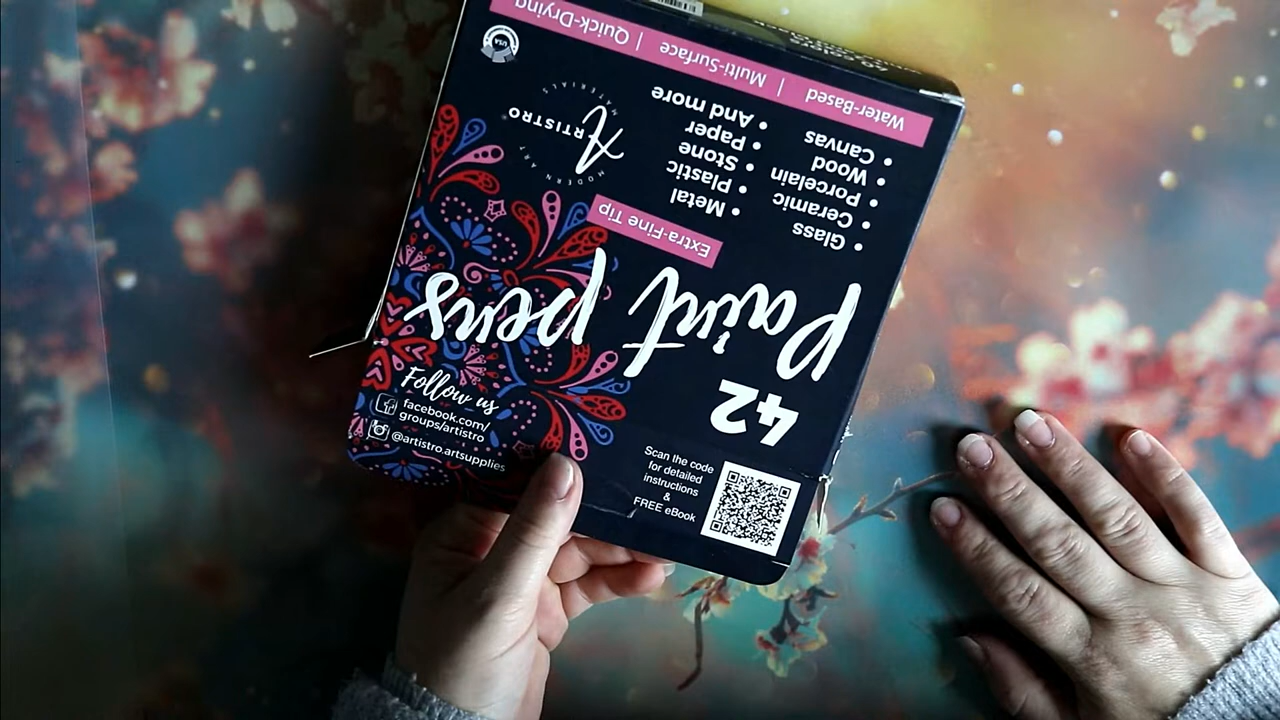 Follow us
facebook.com/
groups/artistro
@artistro.artsupplies
Scan the code
for detailed
instructions
&
FREE eBook
42
Paint pens
Extra-Fine Tip
• Glass
• Ceramic
• Porcelain
• Wood
• Canvas
• Metal
• Plastic
• Stone
• Paper
• And more
MODERN ART
ARTISTRO
MATERIALS
Water-Based | Multi-Surface | Quick-Drying
USA